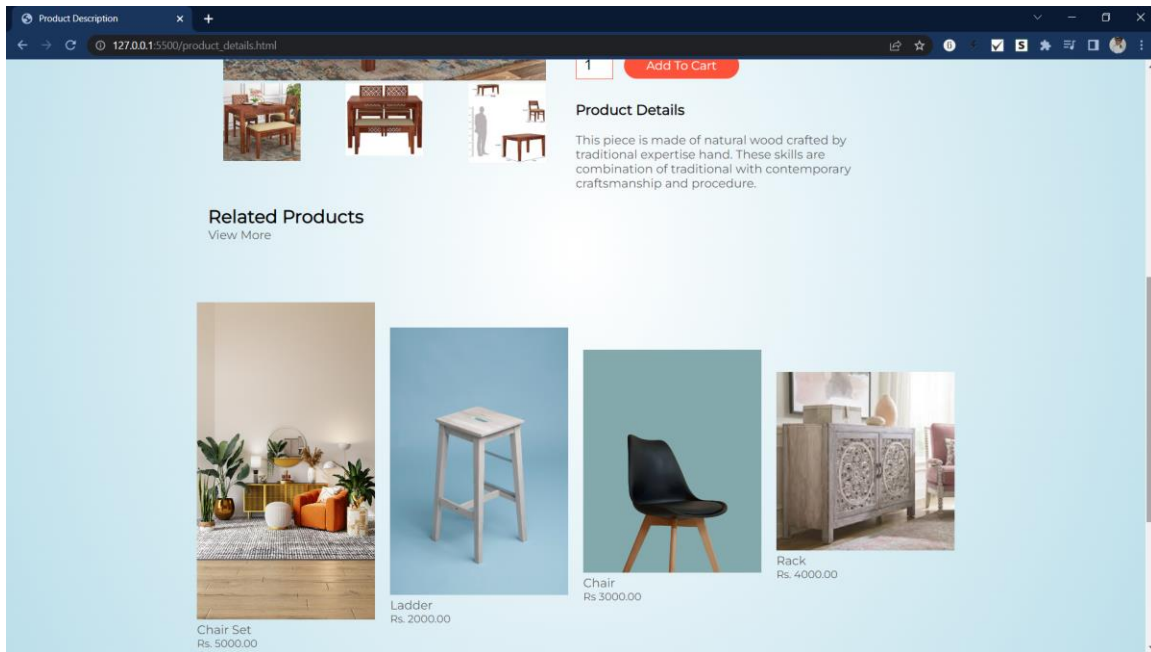 Product Description
127.0.0.1:5500/product_details.html
1
Add To Cart
Product Details
This piece is made of natural wood crafted by
traditional expertise hand. These skills are
combination of traditional with contemporary
craftsmanship and procedure.
Related Products
View More
Chair Set
Rs. 5000.00
Ladder
Rs. 2000.00
Chair
Rs 3000.00
Rack
Rs. 4000.00